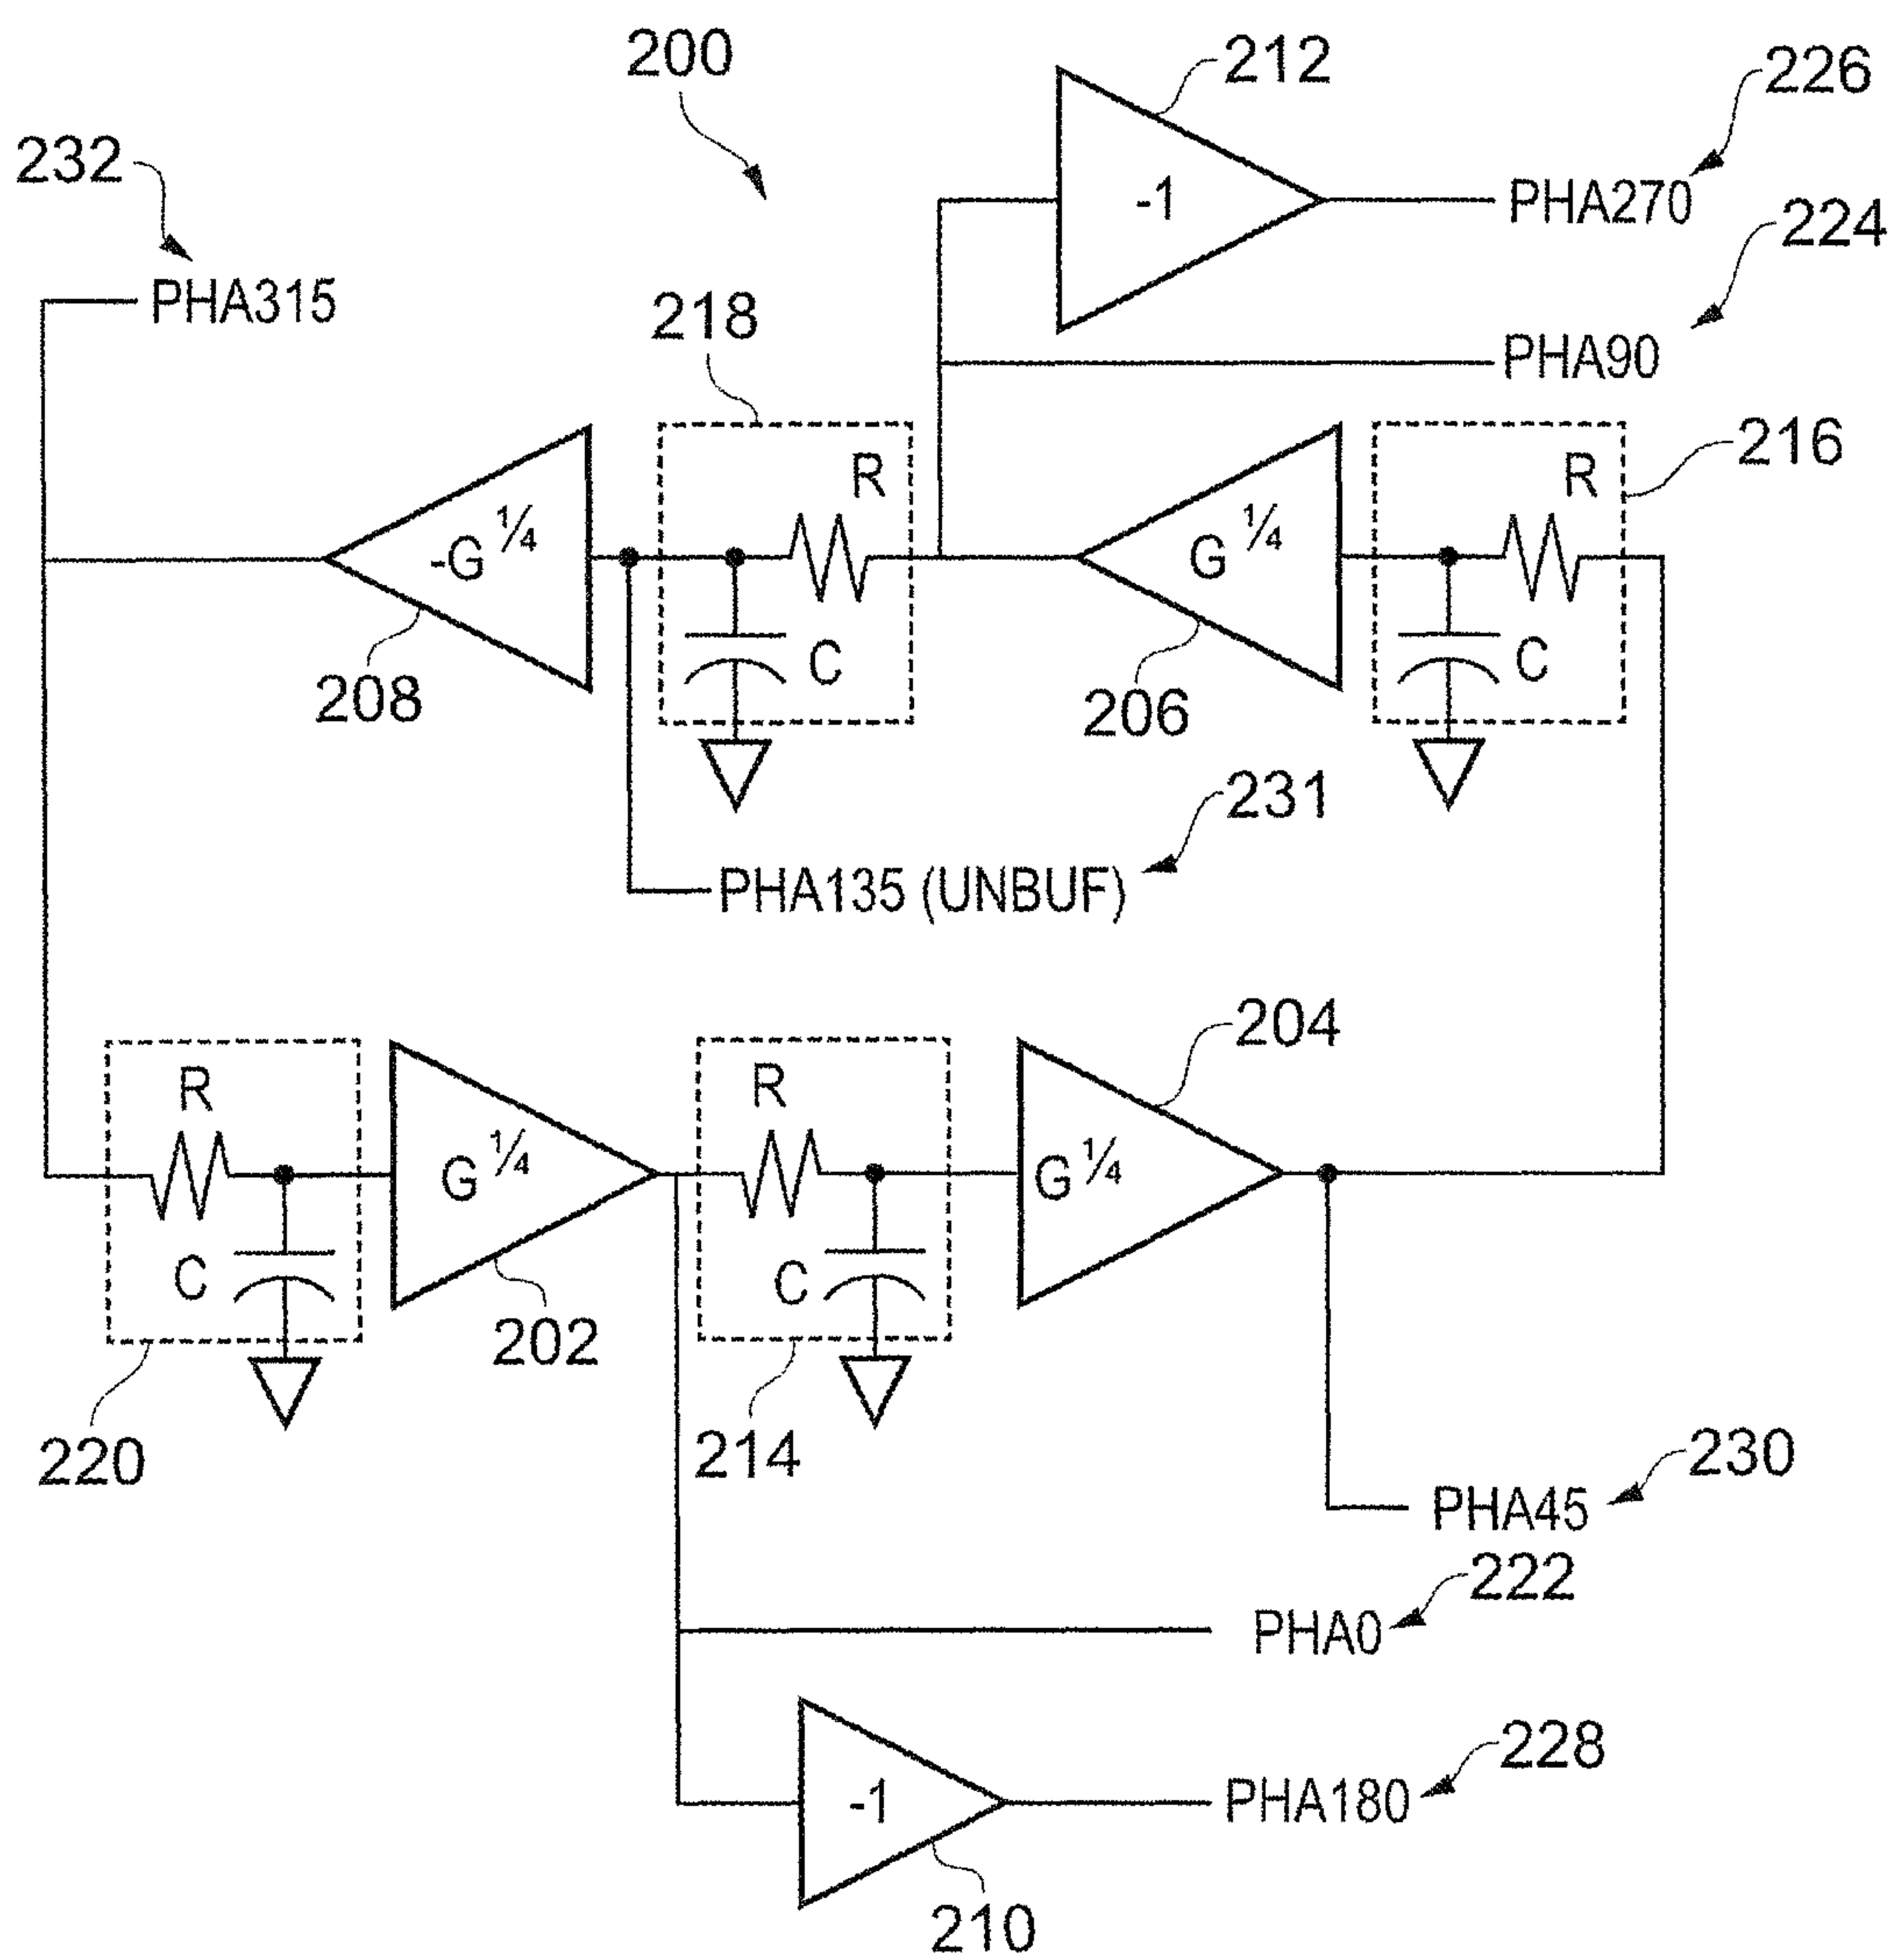 200
212
226
232
-1
PHA270
224
PHA315
218
PHA90
R
R
216
-G ¼
G ¼
C
C
208
206
231
PHA135 (UNBUF)
204
R
R
G ¼
G ¼
C
C
202
220
214
230
PHA45
222
PHA0
228
-1
PHA180
210